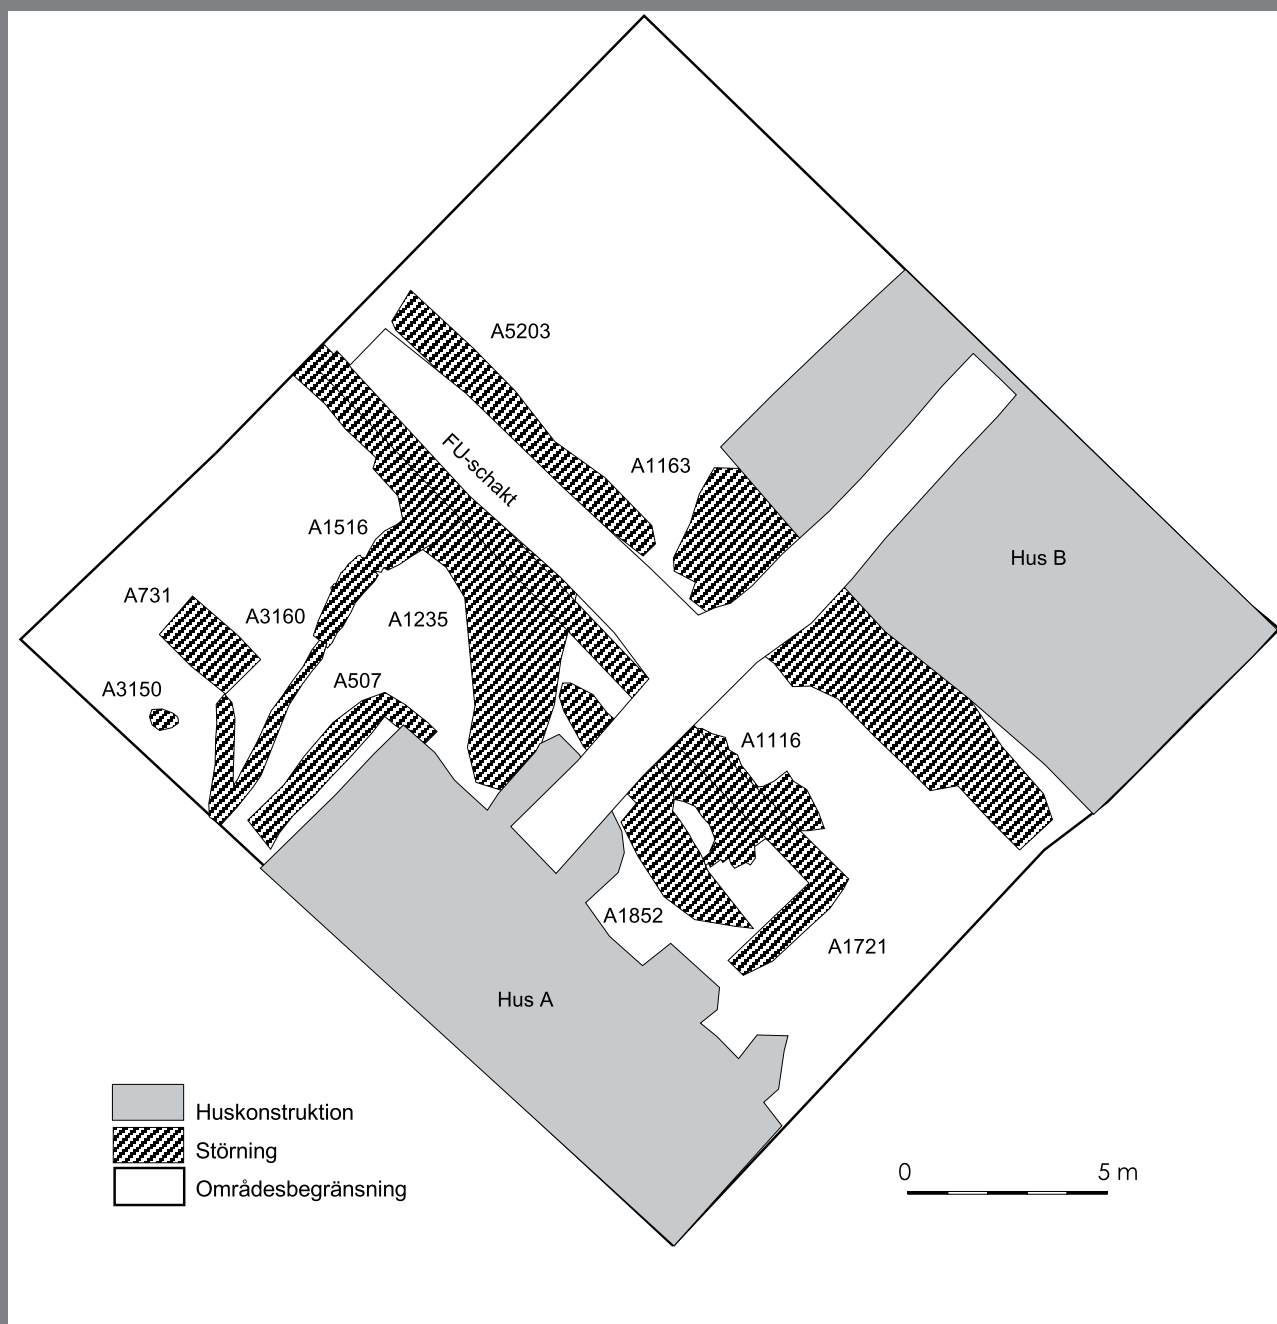 A5203
FU-schakt
A1163
A1516
Hus B
A731
A3160
A1235
A507
A3150
A1116
A1852
A1721
Hus A
Huskonstruktion
Störning
Områdesbegränsning
0 5 m